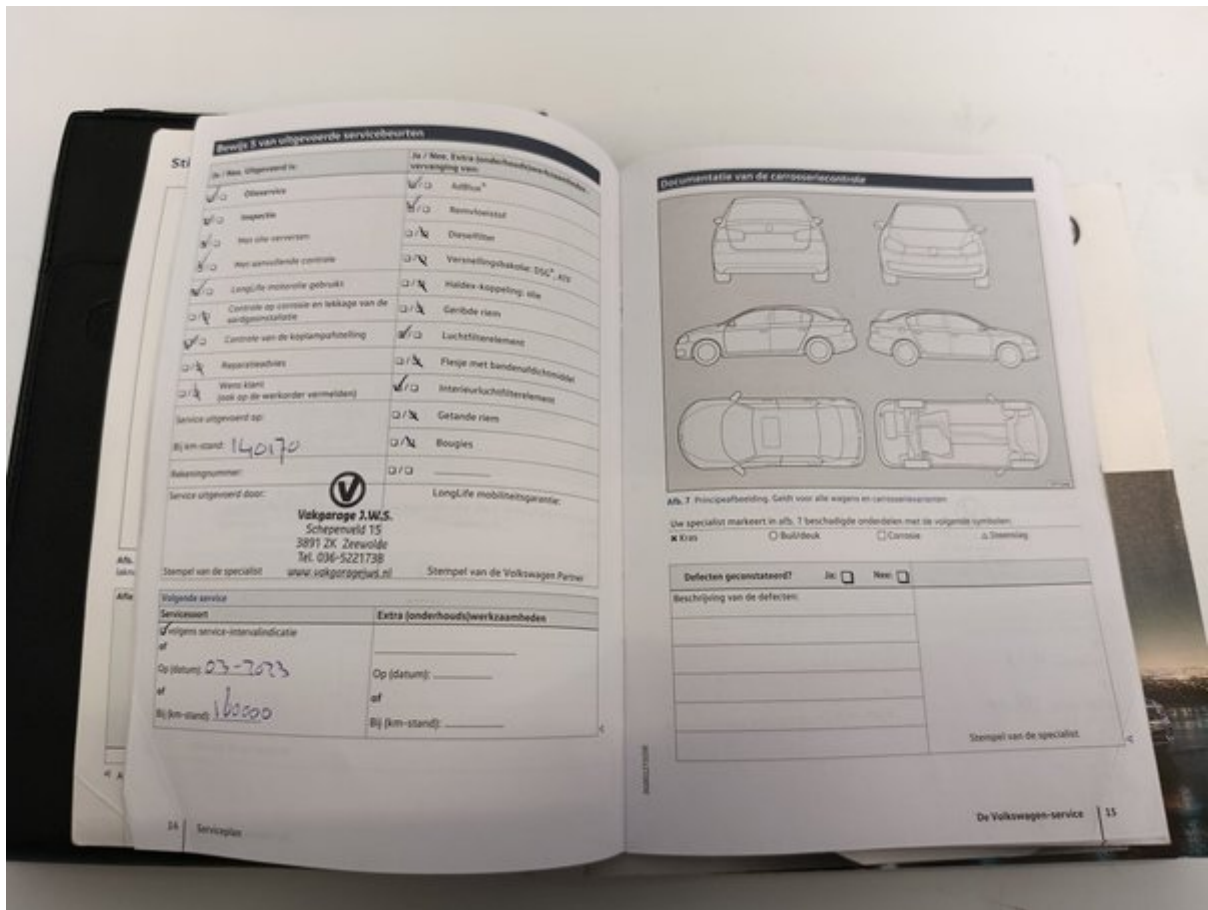 Sti
Bewijs 3 van uitgevoerde servicebeurten
Ja / Nee, Uitgevoerd is:
Olieservice
Inspectie
Met olie verversen
Met aanvullende controle
LongLife motorolie gebruikt
Controle op corrosie en lekkage van de
aardgasinstallatie
Controle van de koplampafstelling
Reparatieadvies
Wens klant
(ook op de werkorder vermelden)
Service uitgevoerd op:
Bij km-stand: 140170
Rekeningnummer:
Service uitgevoerd door:
Ja / Nee, Extra (onderhouds)werkzaamheden -
vervanging van:
AdBlue®
Remvloeistof
Dieselfilter
Versnellingsbakolie: DSG®, ATF
Haldex-koppeling: olie
Geribde riem
Luchtfilterelement
Flesje met bandenafdichtmiddel
Interieurluchtfilterelement
Getande riem
Bougies
LongLife mobiliteitsgarantie:
V
Vakgarage J.W.S.
Schepenveld 15
3891 ZK Zeewolde
Tel. 036-5221738
www.vakgaragejws.nl
Stempel van de specialist
Stempel van de Volkswagen Partner
Volgende service
Servicesoort
volgens service-intervalindicatie
of
Op (datum): 03-2023
of
Bij (km-stand): 160000
Extra (onderhouds)werkzaamheden
Op (datum):
of
Bij (km-stand):
14 Serviceplan
Afb.
Documentatie van de carrosseriecontrole
Afb. 7 Principeafbeelding. Geldt voor alle wagens en carrosserievarianten
Uw specialist markeert in afb. 7 beschadigde onderdelen met de volgende symbolen:
Kras Buil/deuk Corrosie Steenslag
Defecten geconstateerd? Ja: Nee:
Beschrijving van de defecten:
Stempel van de specialist
De Volkswagen-service 15